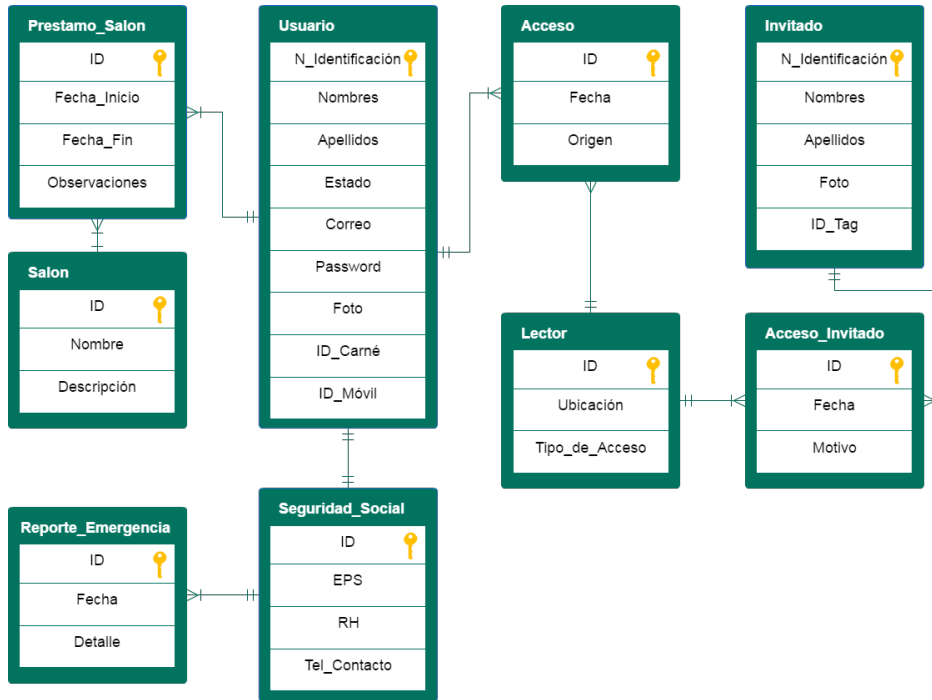 Prestamo_Salon
ID
Fecha_Inicio
Fecha_Fin
Observaciones
Usuario
N_Identificación
Nombres
Apellidos
Estado
Correo
Password
Foto
ID_Carné
ID_Móvil
Acceso
ID
Fecha
Origen
Invitado
N_Identificación
Nombres
Apellidos
Foto
ID_Tag
Salon
ID
Nombre
Descripción
Lector
ID
Ubicación
Tipo_de_Acceso
Acceso_Invitado
ID
Fecha
Motivo
Reporte_Emergencia
ID
Fecha
Detalle
Seguridad_Social
ID
EPS
RH
Tel_Contacto